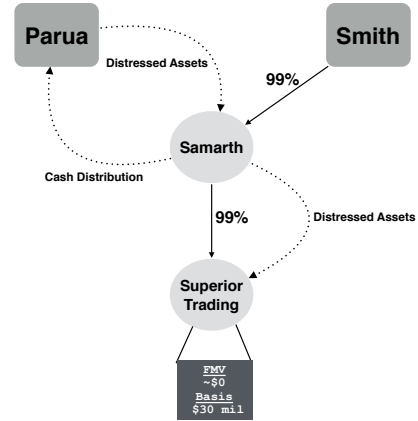 Parua
Smith
Distressed Assets
99%
Samarth
Cash Distribution
99%
Distressed Assets
Superior
Trading
FMV
~$0
Basis
$30 mil